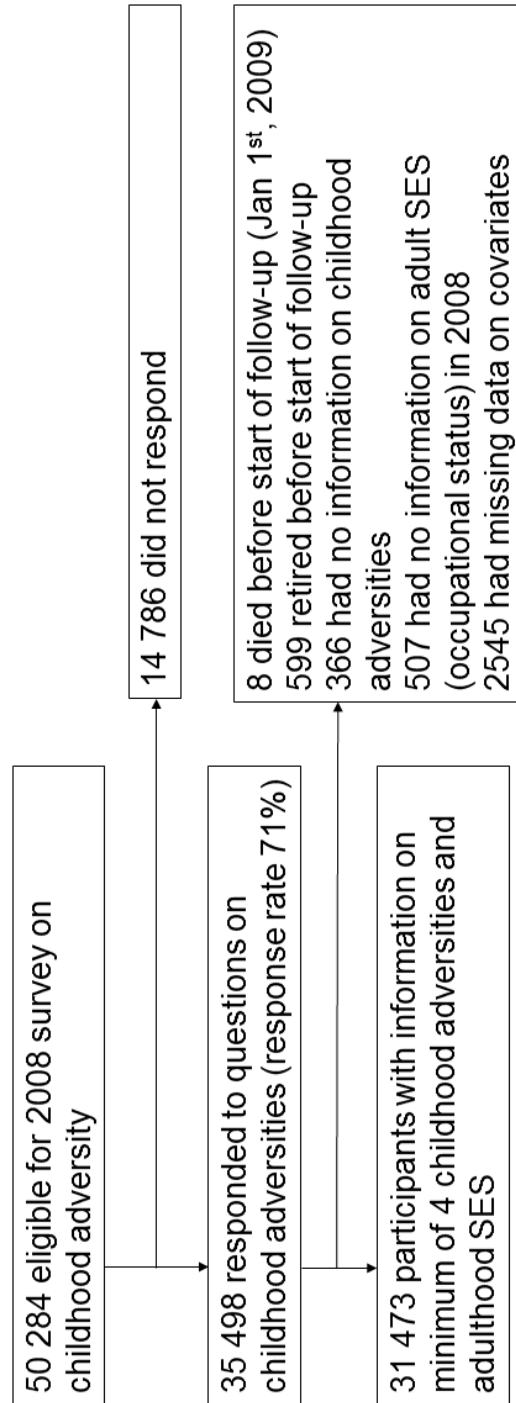 50 284 eligible for 2008 survey on
childhood adversity
14 786 did not respond
35 498 responded to questions on
childhood adversities (response rate 71%)
8 died before start of follow-up (Jan 1st, 2009)
599 retired before start of follow-up
366 had no information on childhood
adversities
507 had no information on adult SES
(occupational status) in 2008
2545 had missing data on covariates
31 473 participants with information on
minimum of 4 childhood adversities and
adulthood SES